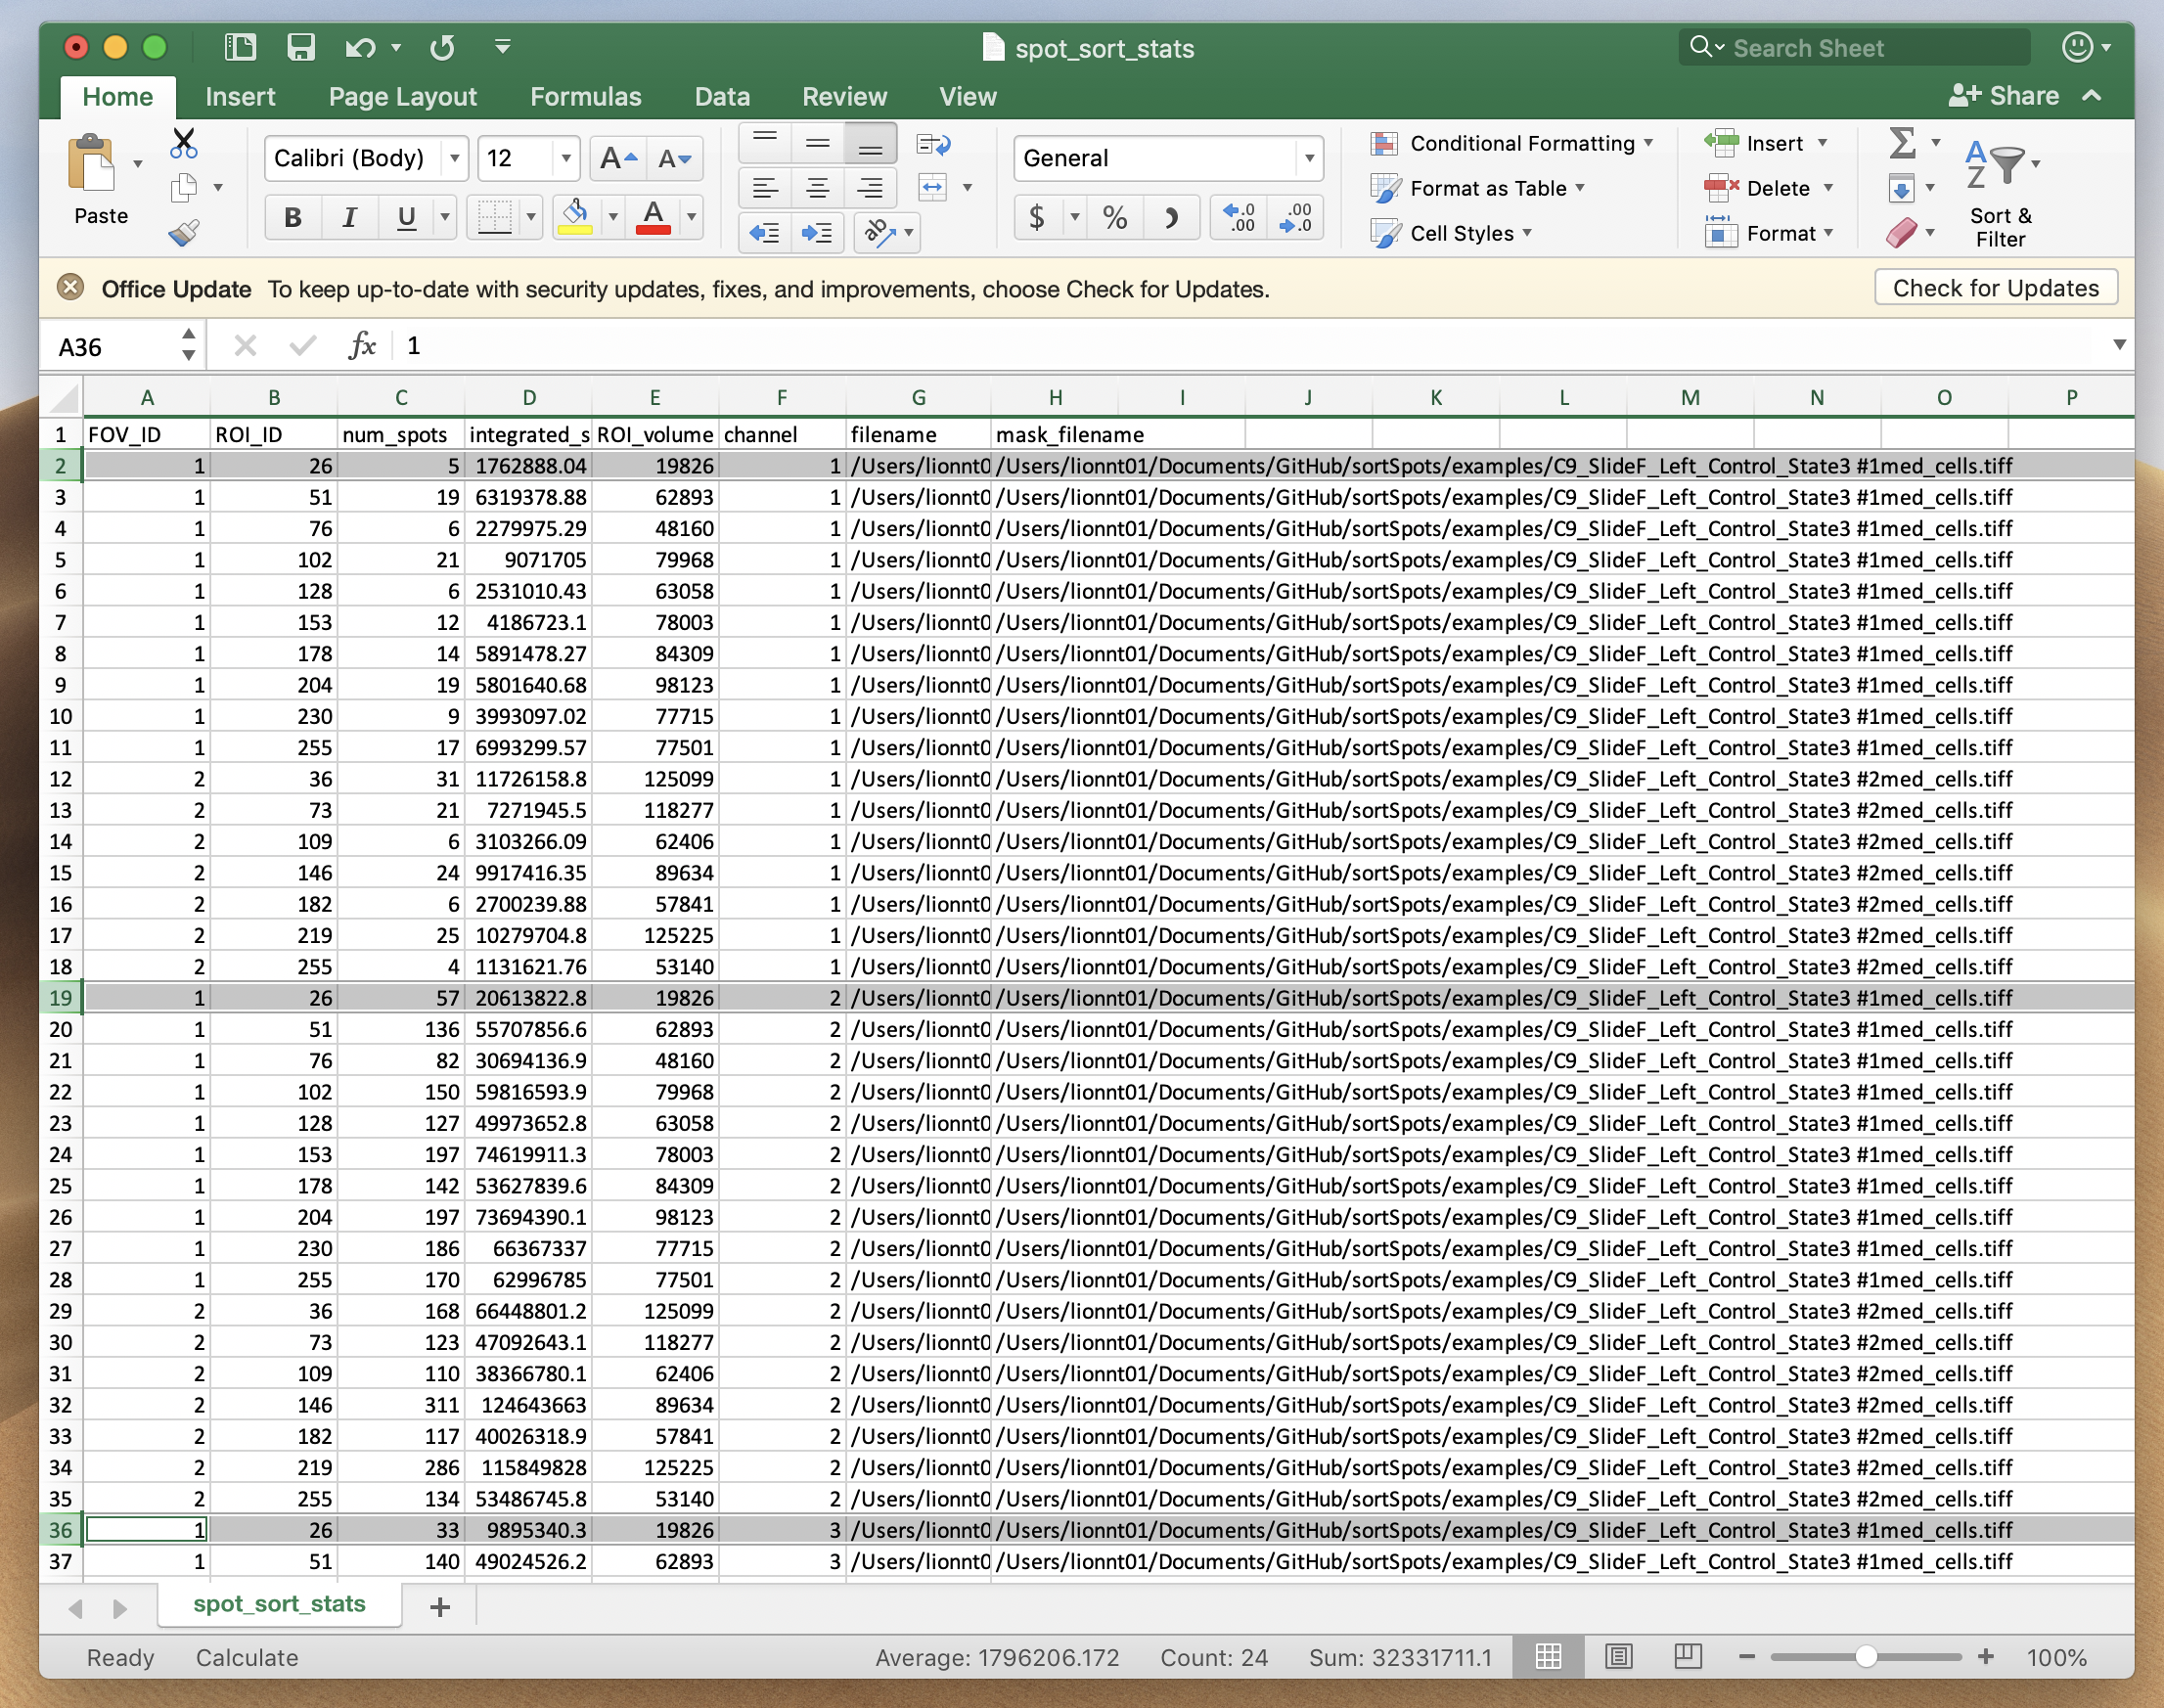 spot_sort_stats
Search Sheet
Home Insert Page Layout Formulas Data Review View Share
Paste
Calibri (Body) 12
B I U A
General
$ % .0 .00 .00 .0
Conditional Formatting
Format as Table
Cell Styles
Insert
Delete
Format
Sort & Filter
Office Update To keep up-to-date with security updates, fixes, and improvements, choose Check for Updates. Check for Updates
A36 fx 1
A B C D E F G H I J K L M N O P
1 FOV_ID ROI_ID num_spots integrated_s ROI_volume channel filename mask_filename
2 1 26 5 1762888.04 19826 1 /Users/lionnt0 /Users/lionnt01/Documents/GitHub/sortSpots/examples/C9_SlideF_Left_Control_State3 #1med_cells.tiff
3 1 51 19 6319378.88 62893 1 /Users/lionnt0 /Users/lionnt01/Documents/GitHub/sortSpots/examples/C9_SlideF_Left_Control_State3 #1med_cells.tiff
4 1 76 6 2279975.29 48160 1 /Users/lionnt0 /Users/lionnt01/Documents/GitHub/sortSpots/examples/C9_SlideF_Left_Control_State3 #1med_cells.tiff
5 1 102 21 9071705 79968 1 /Users/lionnt0 /Users/lionnt01/Documents/GitHub/sortSpots/examples/C9_SlideF_Left_Control_State3 #1med_cells.tiff
6 1 128 6 2531010.43 63058 1 /Users/lionnt0 /Users/lionnt01/Documents/GitHub/sortSpots/examples/C9_SlideF_Left_Control_State3 #1med_cells.tiff
7 1 153 12 4186723.1 78003 1 /Users/lionnt0 /Users/lionnt01/Documents/GitHub/sortSpots/examples/C9_SlideF_Left_Control_State3 #1med_cells.tiff
8 1 178 14 5891478.27 84309 1 /Users/lionnt0 /Users/lionnt01/Documents/GitHub/sortSpots/examples/C9_SlideF_Left_Control_State3 #1med_cells.tiff
9 1 204 19 5801640.68 98123 1 /Users/lionnt0 /Users/lionnt01/Documents/GitHub/sortSpots/examples/C9_SlideF_Left_Control_State3 #1med_cells.tiff
10 1 230 9 3993097.02 77715 1 /Users/lionnt0 /Users/lionnt01/Documents/GitHub/sortSpots/examples/C9_SlideF_Left_Control_State3 #1med_cells.tiff
11 1 255 17 6993299.57 77501 1 /Users/lionnt0 /Users/lionnt01/Documents/GitHub/sortSpots/examples/C9_SlideF_Left_Control_State3 #1med_cells.tiff
12 2 36 31 11726158.8 125099 1 /Users/lionnt0 /Users/lionnt01/Documents/GitHub/sortSpots/examples/C9_SlideF_Left_Control_State3 #2med_cells.tiff
13 2 73 21 7271945.5 118277 1 /Users/lionnt0 /Users/lionnt01/Documents/GitHub/sortSpots/examples/C9_SlideF_Left_Control_State3 #2med_cells.tiff
14 2 109 6 3103266.09 62406 1 /Users/lionnt0 /Users/lionnt01/Documents/GitHub/sortSpots/examples/C9_SlideF_Left_Control_State3 #2med_cells.tiff
15 2 146 24 9917416.35 89634 1 /Users/lionnt0 /Users/lionnt01/Documents/GitHub/sortSpots/examples/C9_SlideF_Left_Control_State3 #2med_cells.tiff
16 2 182 6 2700239.88 57841 1 /Users/lionnt0 /Users/lionnt01/Documents/GitHub/sortSpots/examples/C9_SlideF_Left_Control_State3 #2med_cells.tiff
17 2 219 25 10279704.8 125225 1 /Users/lionnt0 /Users/lionnt01/Documents/GitHub/sortSpots/examples/C9_SlideF_Left_Control_State3 #2med_cells.tiff
18 2 255 4 1131621.76 53140 1 /Users/lionnt0 /Users/lionnt01/Documents/GitHub/sortSpots/examples/C9_SlideF_Left_Control_State3 #2med_cells.tiff
19 1 26 57 20613822.8 19826 2 /Users/lionnt0 /Users/lionnt01/Documents/GitHub/sortSpots/examples/C9_SlideF_Left_Control_State3 #1med_cells.tiff
20 1 51 136 55707856.6 62893 2 /Users/lionnt0 /Users/lionnt01/Documents/GitHub/sortSpots/examples/C9_SlideF_Left_Control_State3 #1med_cells.tiff
21 1 76 82 30694136.9 48160 2 /Users/lionnt0 /Users/lionnt01/Documents/GitHub/sortSpots/examples/C9_SlideF_Left_Control_State3 #1med_cells.tiff
22 1 102 150 59816593.9 79968 2 /Users/lionnt0 /Users/lionnt01/Documents/GitHub/sortSpots/examples/C9_SlideF_Left_Control_State3 #1med_cells.tiff
23 1 128 127 49973652.8 63058 2 /Users/lionnt0 /Users/lionnt01/Documents/GitHub/sortSpots/examples/C9_SlideF_Left_Control_State3 #1med_cells.tiff
24 1 153 197 74619911.3 78003 2 /Users/lionnt0 /Users/lionnt01/Documents/GitHub/sortSpots/examples/C9_SlideF_Left_Control_State3 #1med_cells.tiff
25 1 178 142 53627839.6 84309 2 /Users/lionnt0 /Users/lionnt01/Documents/GitHub/sortSpots/examples/C9_SlideF_Left_Control_State3 #1med_cells.tiff
26 1 204 197 73694390.1 98123 2 /Users/lionnt0 /Users/lionnt01/Documents/GitHub/sortSpots/examples/C9_SlideF_Left_Control_State3 #1med_cells.tiff
27 1 230 186 66367337 77715 2 /Users/lionnt0 /Users/lionnt01/Documents/GitHub/sortSpots/examples/C9_SlideF_Left_Control_State3 #1med_cells.tiff
28 1 255 170 62996785 77501 2 /Users/lionnt0 /Users/lionnt01/Documents/GitHub/sortSpots/examples/C9_SlideF_Left_Control_State3 #1med_cells.tiff
29 2 36 168 66448801.2 125099 2 /Users/lionnt0 /Users/lionnt01/Documents/GitHub/sortSpots/examples/C9_SlideF_Left_Control_State3 #2med_cells.tiff
30 2 73 123 47092643.1 118277 2 /Users/lionnt0 /Users/lionnt01/Documents/GitHub/sortSpots/examples/C9_SlideF_Left_Control_State3 #2med_cells.tiff
31 2 109 110 38366780.1 62406 2 /Users/lionnt0 /Users/lionnt01/Documents/GitHub/sortSpots/examples/C9_SlideF_Left_Control_State3 #2med_cells.tiff
32 2 146 311 124643663 89634 2 /Users/lionnt0 /Users/lionnt01/Documents/GitHub/sortSpots/examples/C9_SlideF_Left_Control_State3 #2med_cells.tiff
33 2 182 117 40026318.9 57841 2 /Users/lionnt0 /Users/lionnt01/Documents/GitHub/sortSpots/examples/C9_SlideF_Left_Control_State3 #2med_cells.tiff
34 2 219 286 115849828 125225 2 /Users/lionnt0 /Users/lionnt01/Documents/GitHub/sortSpots/examples/C9_SlideF_Left_Control_State3 #2med_cells.tiff
35 2 255 134 53486745.8 53140 2 /Users/lionnt0 /Users/lionnt01/Documents/GitHub/sortSpots/examples/C9_SlideF_Left_Control_State3 #2med_cells.tiff
36 1 26 33 9895340.3 19826 3 /Users/lionnt0 /Users/lionnt01/Documents/GitHub/sortSpots/examples/C9_SlideF_Left_Control_State3 #1med_cells.tiff
37 1 51 140 49024526.2 62893 3 /Users/lionnt0 /Users/lionnt01/Documents/GitHub/sortSpots/examples/C9_SlideF_Left_Control_State3 #1med_cells.tiff
spot_sort_stats
Ready Calculate Average: 1796206.172 Count: 24 Sum: 32331711.1 100%